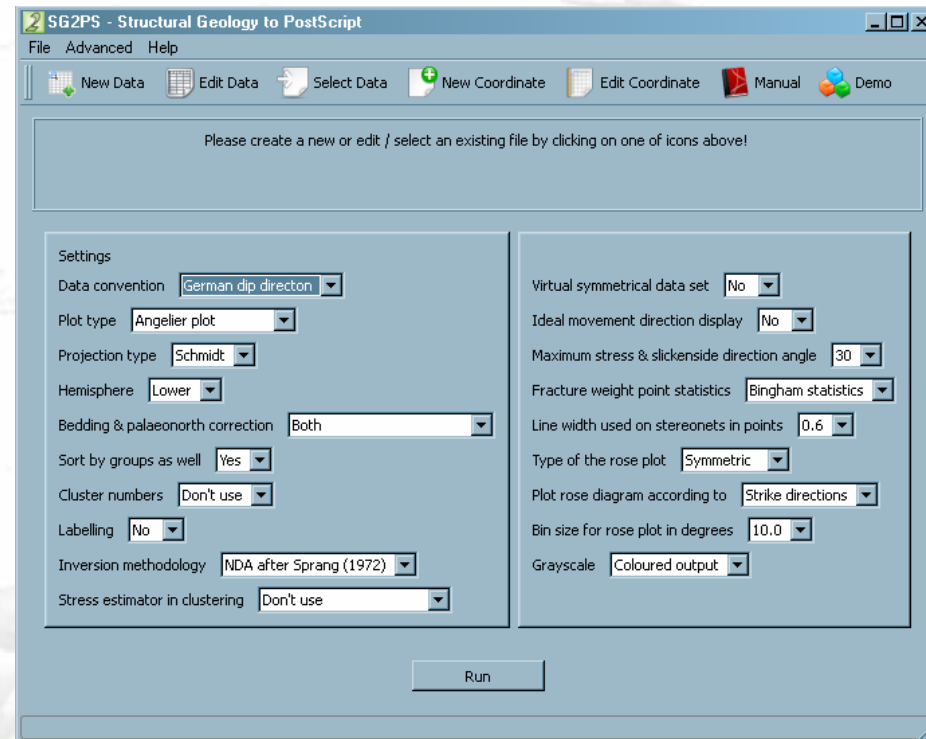 SG2PS - Structural Geology to PostScript
File Advanced Help
New Data Edit Data Select Data New Coordinate Edit Coordinate Manual Demo
Please create a new or edit / select an existing file by clicking on one of icons above!
Settings
Data convention German dip directon
Plot type Angelier plot
Projection type Schmidt
Hemisphere Lower
Bedding & palaeonorth correction Both
Sort by groups as well Yes
Cluster numbers Don't use
Labelling No
Inversion methodology NDA after Sprang (1972)
Stress estimator in clustering Don't use
Virtual symmetrical data set No
Ideal movement direction display No
Maximum stress & slickenside direction angle 30
Fracture weight point statistics Bingham statistics
Line width used on stereonets in points 0.6
Type of the rose plot Symmetric
Plot rose diagram according to Strike directions
Bin size for rose plot in degrees 10.0
Grayscale Coloured output
Run